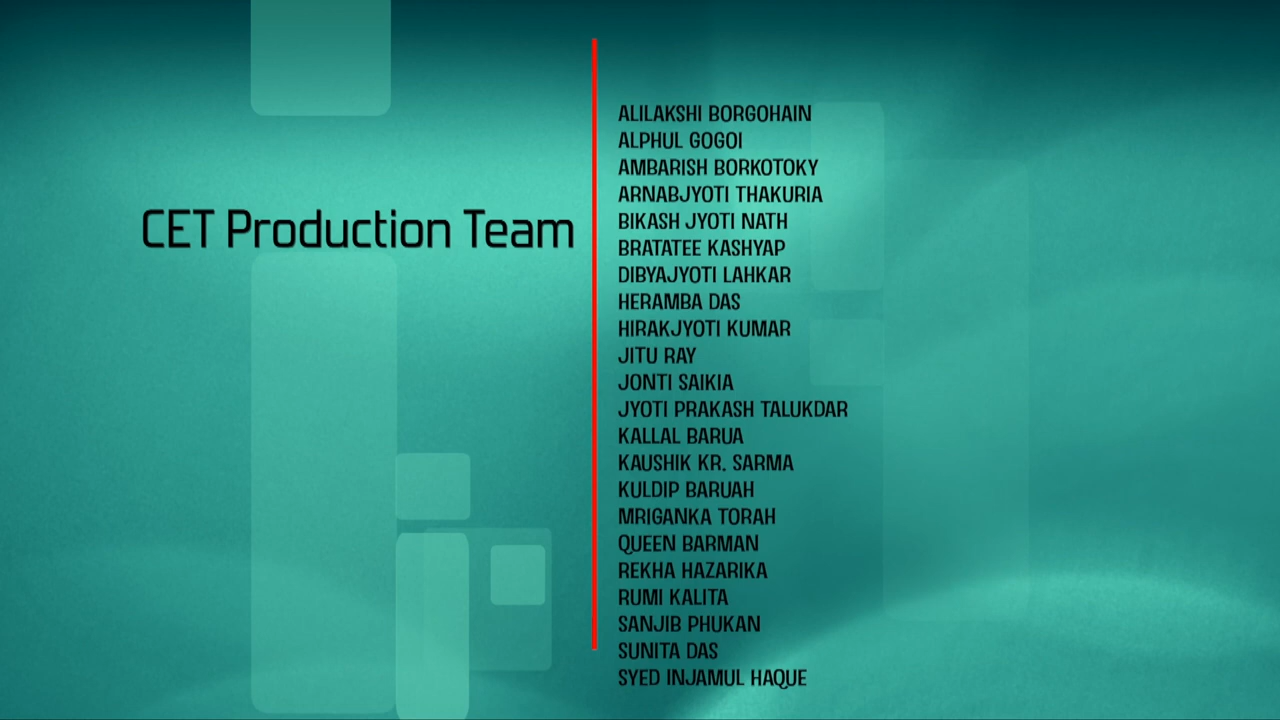 CET Production Team
ALILAKSHI BORGOHAIN
ALPHUL GOGOI
AMBARISH BORKOTOKY
ARNABJYOTI THAKURIA
BIKASH JYOTI NATH
BRATATEE KASHYAP
DIBYAJYOTI LAHKAR
HERAMBA DAS
HIRAKJYOTI KUMAR
JITU RAY
JONTI SAIKIA
JYOTI PRAKASH TALUKDAR
KALLAL BARUA
KAUSHIK KR. SARMA
KULDIP BARUAH
MRIGANKA TORAH
QUEEN BARMAN
REKHA HAZARIKA
RUMI KALITA
SANJIB PHUKAN
SUNITA DAS
SYED INJAMUL HAQUE